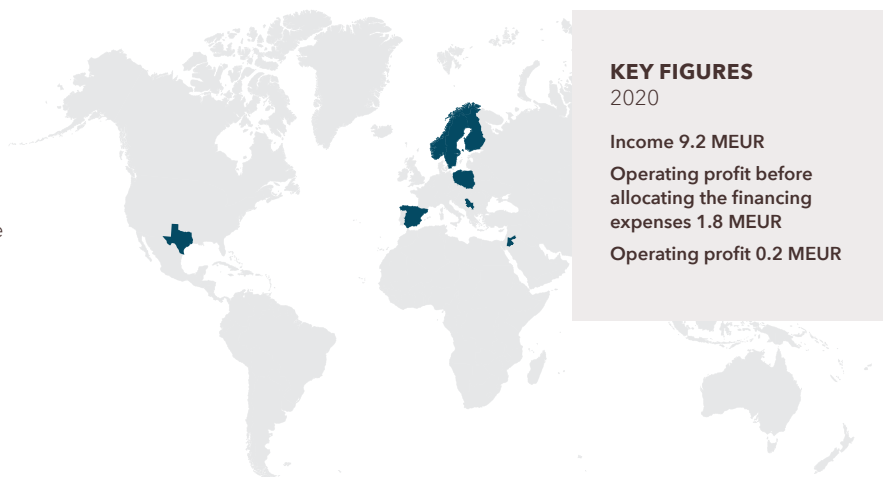 KEY FIGURES
2020
Income 9.2 MEUR
Operating profit before
allocating the financing
expenses 1.8 MEUR
Operating profit 0.2 MEUR
e